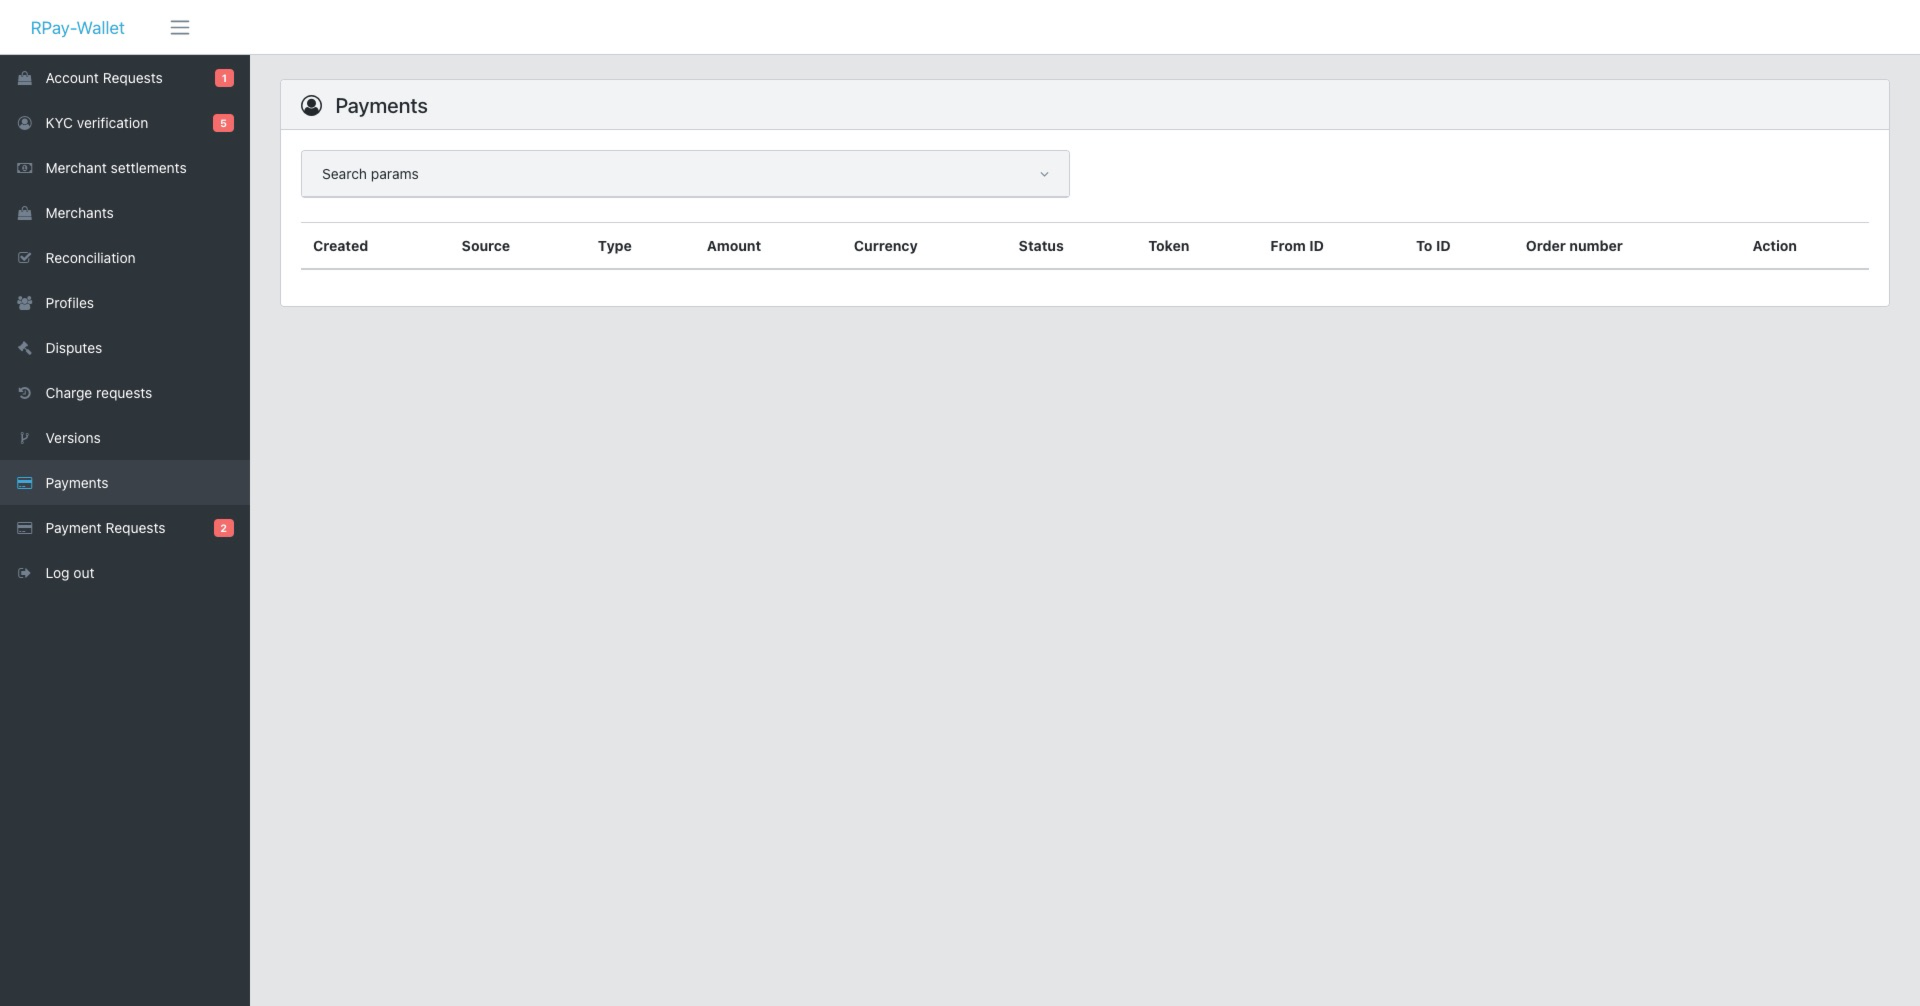 RPay-Wallet
Account Requests 1
KYC verification 5
Merchant settlements
Merchants
Reconciliation
Profiles
Disputes
Charge requests
Versions
Payments
Payment Requests 2
Log out
Payments
Search params
Created Source Type Amount Currency Status Token From ID To ID Order number Action